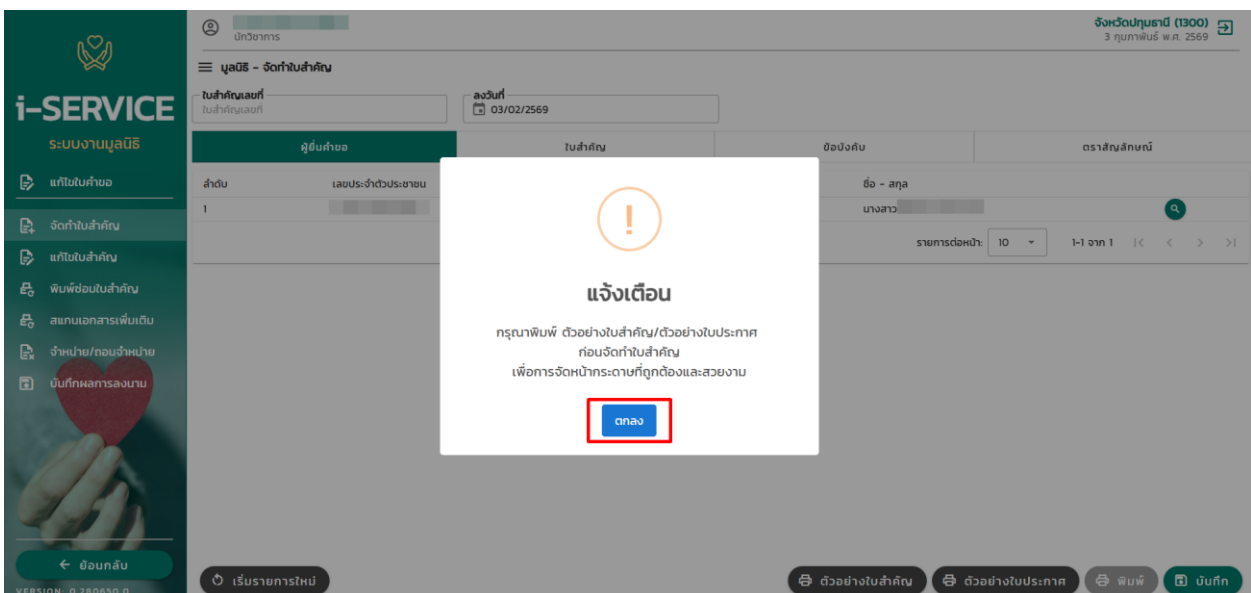 นักวิชาการ
จังหวัดปทุมธานี (1300)
3 กุมภาพันธ์ พ.ศ. 2569
มูลนิธิ - จัดทำใบสำคัญ
i-SERVICE
ระบบงานมูลนิธิ
แก้ไขใบคำขอ
จัดทำใบสำคัญ
แก้ไขใบสำคัญ
พิมพ์ซ่อมใบสำคัญ
สแกนเอกสารเพิ่มเติม
จำหน่าย/ถอนจำหน่าย
บันทึกผลการลงนาม
ย้อนกลับ
VERSION: 0.280650.0
ใบสำคัญเลขที่
ใบสำคัญเลขที่
ลงวันที่
03/02/2569
ผู้ยื่นคำขอ ใบสำคัญ ข้อบังคับ ตราสัญลักษณ์
ลำดับ เลขประจำตัวประชาชน ชื่อ - สกุล
1 นางสาว
รายการต่อหน้า: 10 1-1 จาก 1
แจ้งเตือน
กรุณาพิมพ์ ตัวอย่างใบสำคัญ/ตัวอย่างใบประกาศ
ก่อนจัดทำใบสำคัญ
เพื่อการจัดหน้ากระดาษที่ถูกต้องและสวยงาม
ตกลง
เริ่มรายการใหม่ ตัวอย่างใบสำคัญ ตัวอย่างใบประกาศ พิมพ์ บันทึก